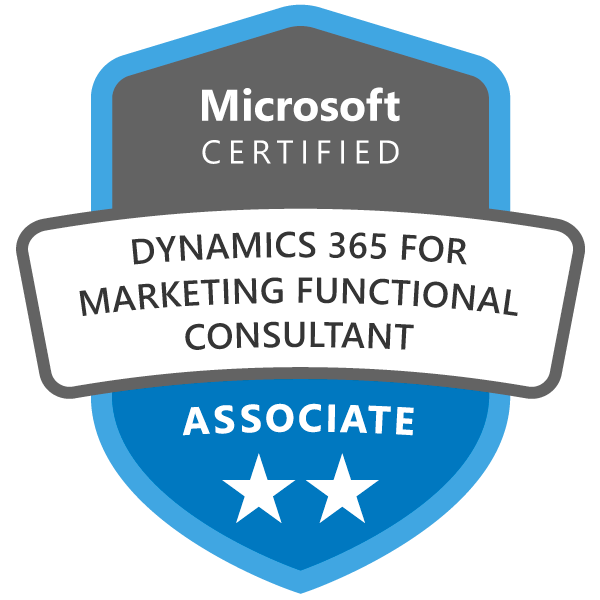 Microsoft
CERTIFIED
DYNAMICS 365 FOR
MARKETING FUNCTIONAL
CONSULTANT
ASSOCIATE